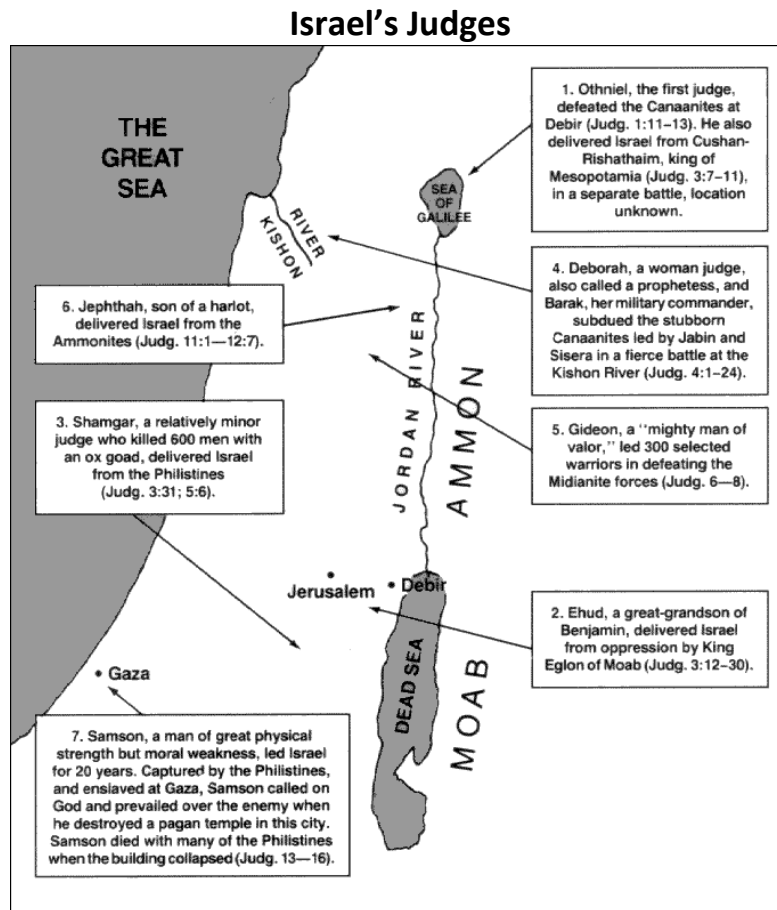 Israel's Judges
THE
GREAT
SEA
1. Othniel, the first judge,
defeated the Canaanites at
Debir (Judg. 1:11–13). He also
delivered Israel from Cushan-
Rishathaim, king of
Mesopotamia (Judg. 3:7–11),
in a separate battle, location
unknown.
SEA
OF
GALILEE
RIVER
KISHON
4. Deborah, a woman judge,
also called a prophetess, and
Barak, her military commander,
subdued the stubborn
Canaanites led by Jabin and
Sisera in a fierce battle at the
Kishon River (Judg. 4:1–24).
6. Jephthah, son of a harlot,
delivered Israel from the
Ammonites (Judg. 11:1—12:7).
JORDAN RIVER
AMMON
3. Shamgar, a relatively minor
judge who killed 600 men with
an ox goad, delivered Israel
from the Philistines
(Judg. 3:31; 5:6).
5. Gideon, a "mighty man of
valor," led 300 selected
warriors in defeating the
Midianite forces (Judg. 6—8).
Jerusalem
Debir
2. Ehud, a great-grandson of
Benjamin, delivered Israel
from oppression by King
Eglon of Moab (Judg. 3:12–30).
DEAD SEA
MOAB
Gaza
7. Samson, a man of great physical
strength but moral weakness, led Israel
for 20 years. Captured by the Philistines,
and enslaved at Gaza, Samson called on
God and prevailed over the enemy when
he destroyed a pagan temple in this city.
Samson died with many of the Philistines
when the building collapsed (Judg. 13—16).